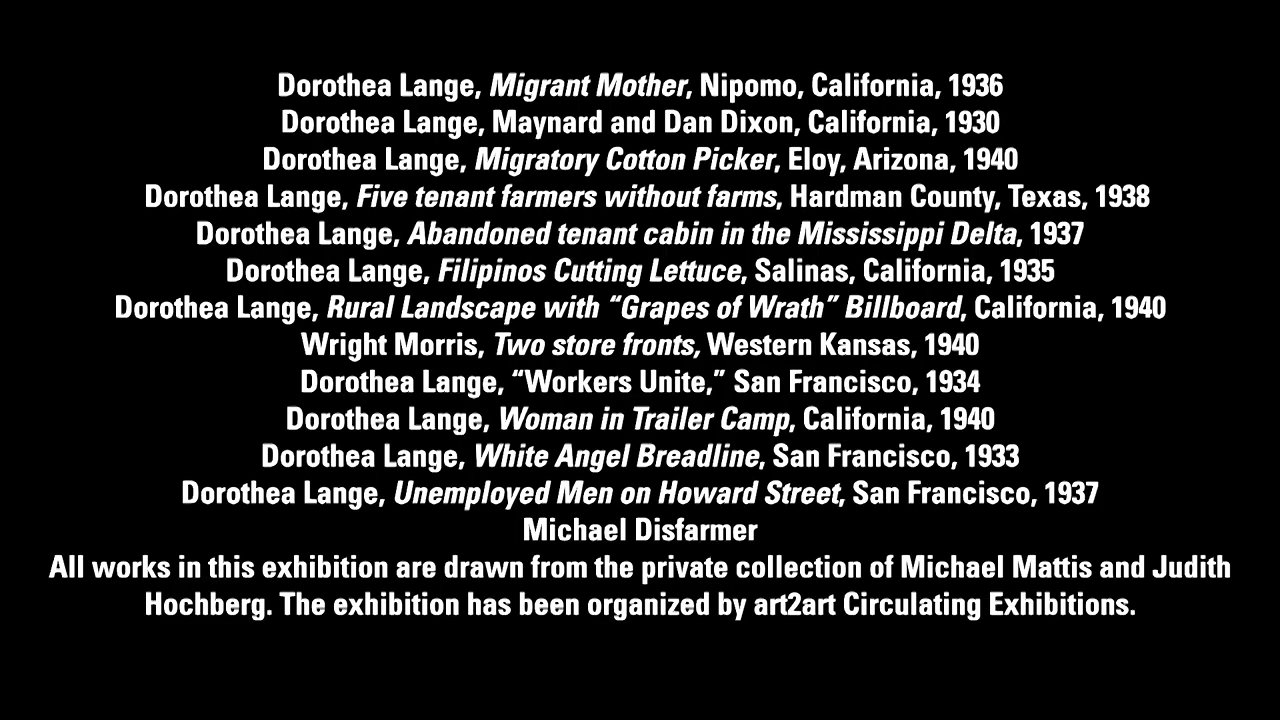 Dorothea Lange, Migrant Mother, Nipomo, California, 1936
Dorothea Lange, Maynard and Dan Dixon, California, 1930
Dorothea Lange, Migratory Cotton Picker, Eloy, Arizona, 1940
Dorothea Lange, Five tenant farmers without farms, Hardman County, Texas, 1938
Dorothea Lange, Abandoned tenant cabin in the Mississippi Delta, 1937
Dorothea Lange, Filipinos Cutting Lettuce, Salinas, California, 1935
Dorothea Lange, Rural Landscape with “Grapes of Wrath” Billboard, California, 1940
Wright Morris, Two store fronts, Western Kansas, 1940
Dorothea Lange, “Workers Unite,” San Francisco, 1934
Dorothea Lange, Woman in Trailer Camp, California, 1940
Dorothea Lange, White Angel Breadline, San Francisco, 1933
Dorothea Lange, Unemployed Men on Howard Street, San Francisco, 1937
Michael Disfarmer
All works in this exhibition are drawn from the private collection of Michael Mattis and Judith
Hochberg. The exhibition has been organized by art2art Circulating Exhibitions.